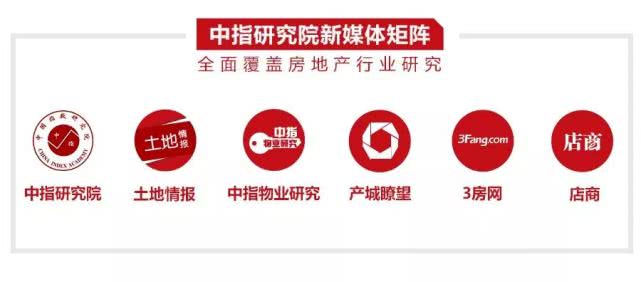 中指研究院新媒体矩阵
全面覆盖房地产行业研究
中国指数研究院
中 指
CHINA INDEX ACADEMY
土地情报
中指
物业研究
3Fang.com
店商
中指研究院
土地情报
中指物业研究
产城瞭望
3房网
店商